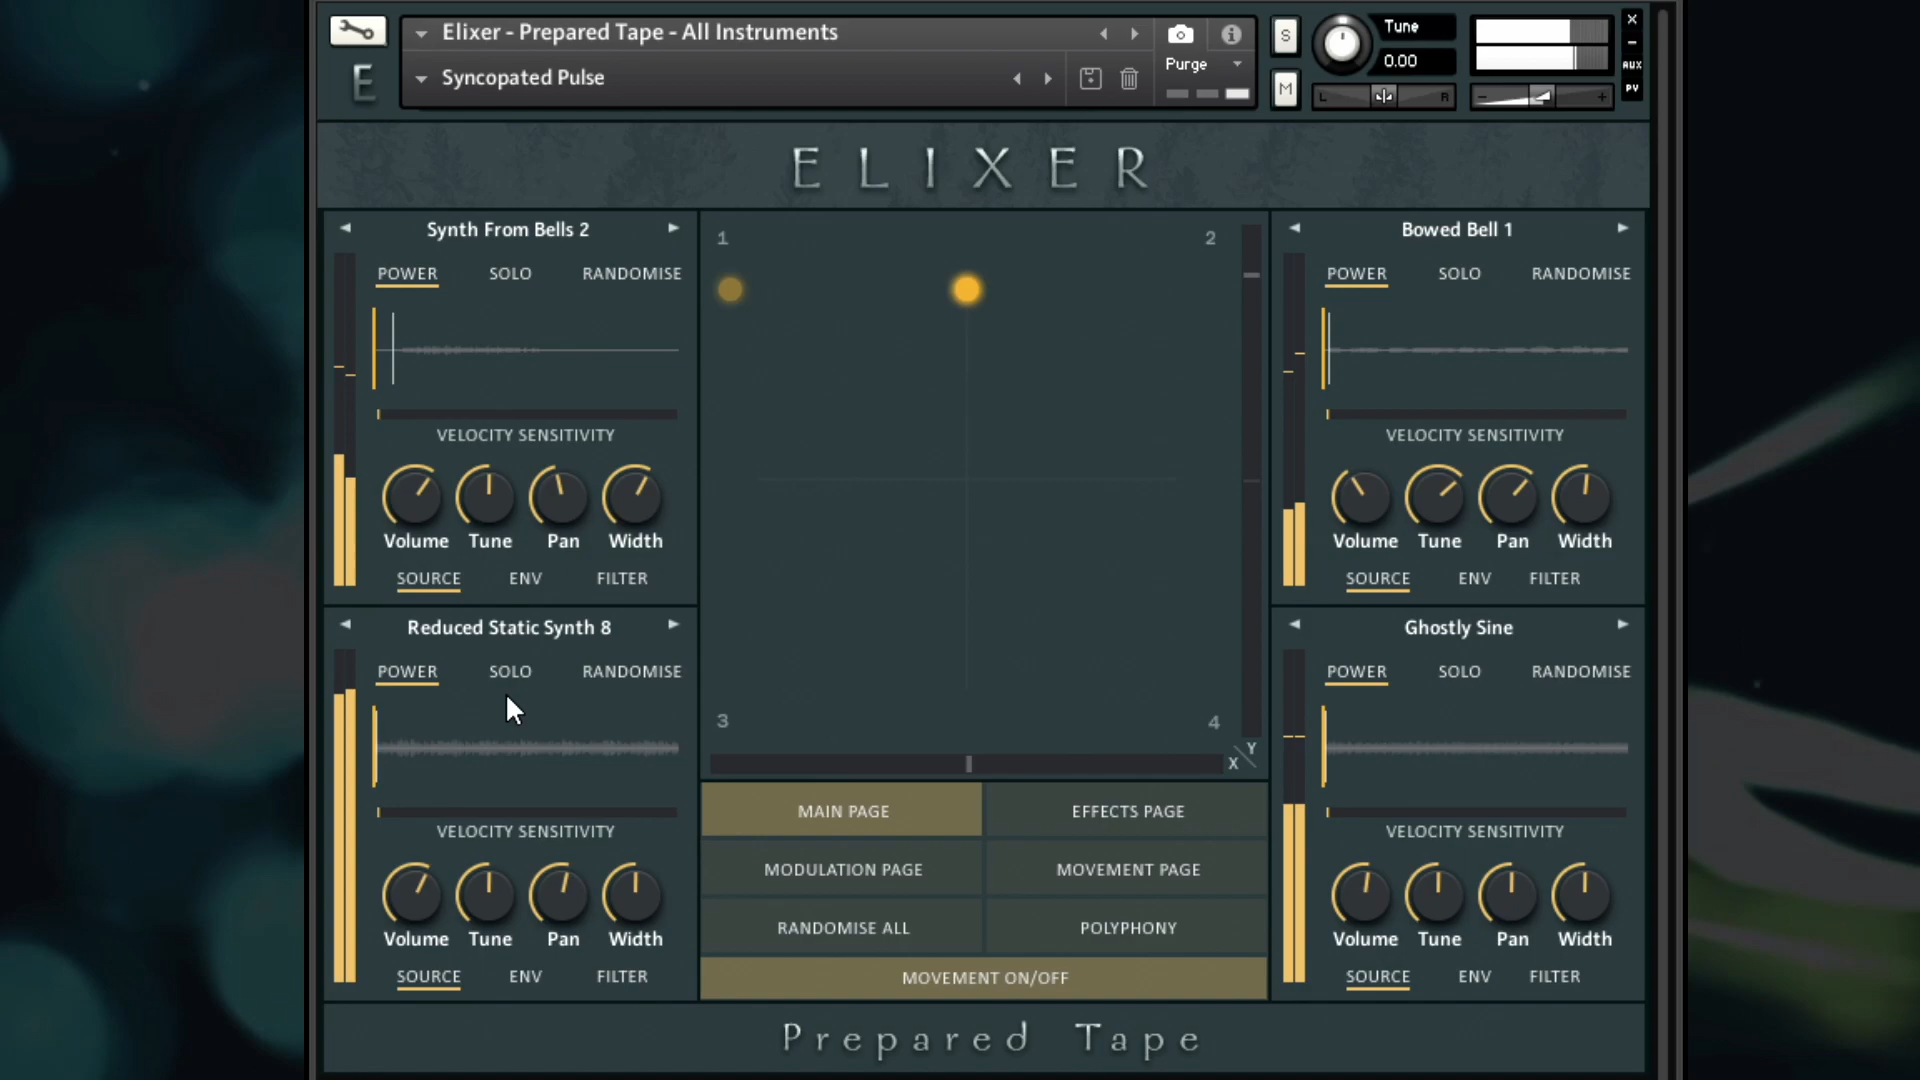 Elixer - Prepared Tape - All Instruments
Syncopated Pulse
E
Purge
S
M
Tune
0.00
L R
- +
X
-
AUX
PV
ELIXER
Synth From Bells 2
POWER SOLO RANDOMISE
VELOCITY SENSITIVITY
Volume Tune Pan Width
SOURCE ENV FILTER
Reduced Static Synth 8
POWER SOLO RANDOMISE
VELOCITY SENSITIVITY
Volume Tune Pan Width
SOURCE ENV FILTER
1 2
3 4
Y
X
MAIN PAGE EFFECTS PAGE
MODULATION PAGE MOVEMENT PAGE
RANDOMISE ALL POLYPHONY
MOVEMENT ON/OFF
Bowed Bell 1
POWER SOLO RANDOMISE
VELOCITY SENSITIVITY
Volume Tune Pan Width
SOURCE ENV FILTER
Ghostly Sine
POWER SOLO RANDOMISE
VELOCITY SENSITIVITY
Volume Tune Pan Width
SOURCE ENV FILTER
Prepared Tape